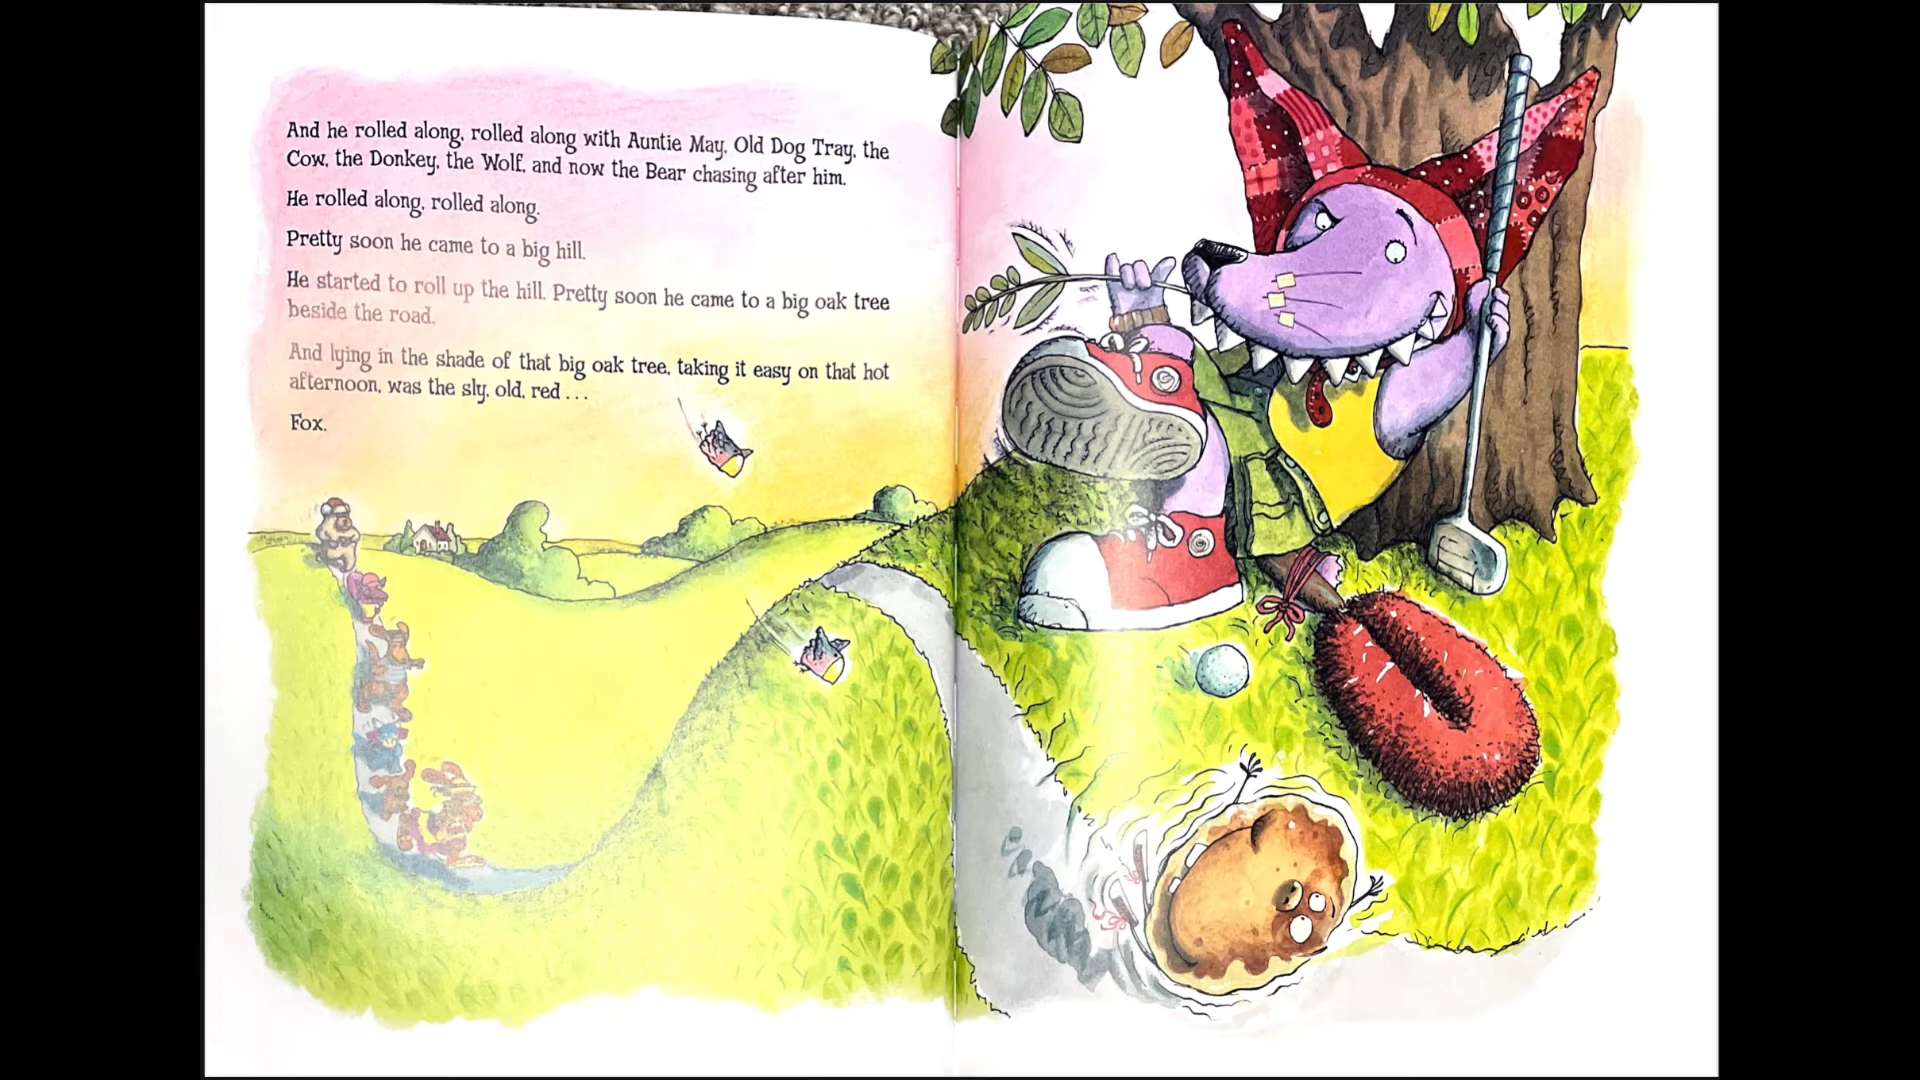 And he rolled along, rolled along with Auntie May, Old Dog Tray, the
Cow, the Donkey, the Wolf, and now the Bear chasing after him.
He rolled along, rolled along.
Pretty soon he came to a big hill.
He started to roll up the hill. Pretty soon he came to a big oak tree
beside the road.
And lying in the shade of that big oak tree, taking it easy on that hot
afternoon, was the sly, old, red ...
Fox.